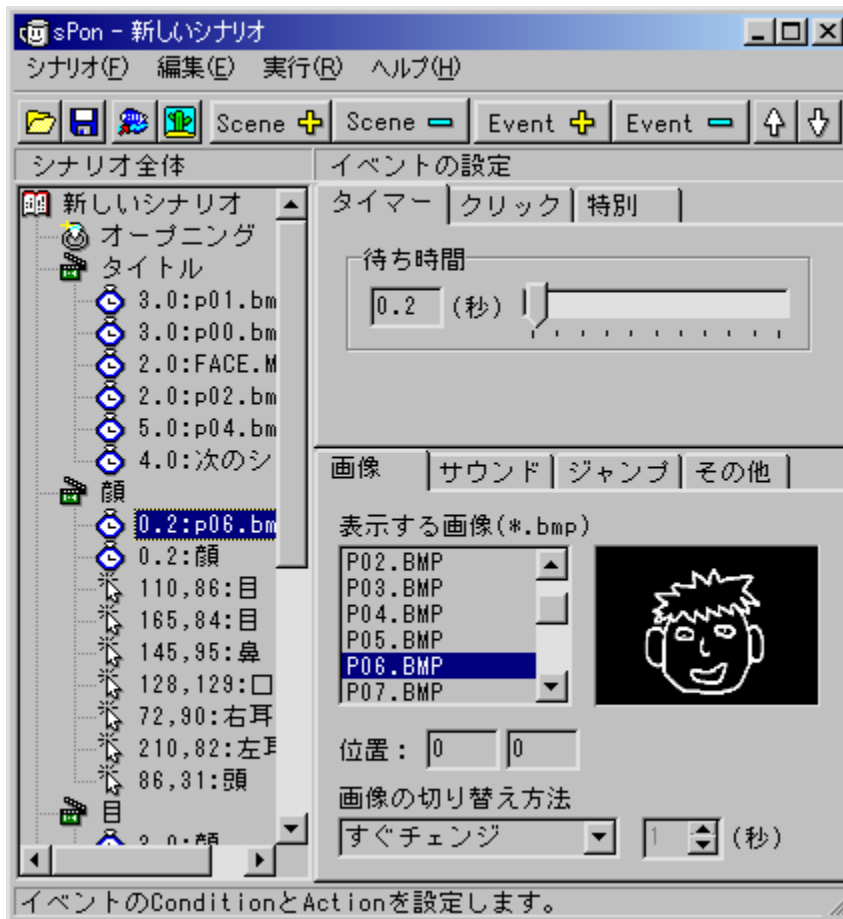 sPon - 新しいシナリオ
シナリオ(F) 編集(E) 実行(R) ヘルプ(H)
Scene Scene Event Event
シナリオ全体
新しいシナリオ
オープニング
タイトル
3.0:p01.bm
3.0:p00.bm
2.0:FACE.M
2.0:p02.bm
5.0:p04.bm
4.0:次のシ
顔
0.2:p06.bm
0.2:顔
110,86:目
165,84:目
145,95:鼻
128,129:口
72,90:右耳
210,82:左耳
86,31:頭
目
2.0:顔
イベントの設定
タイマー クリック 特別
待ち時間
0.2 (秒)
画像 サウンド ジャンプ その他
表示する画像(*.bmp)
P02.BMP
P03.BMP
P04.BMP
P05.BMP
P06.BMP
P07.BMP
位置: 0 0
画像の切り替え方法
すぐチェンジ 1 (秒)
イベントのConditionとActionを設定します。